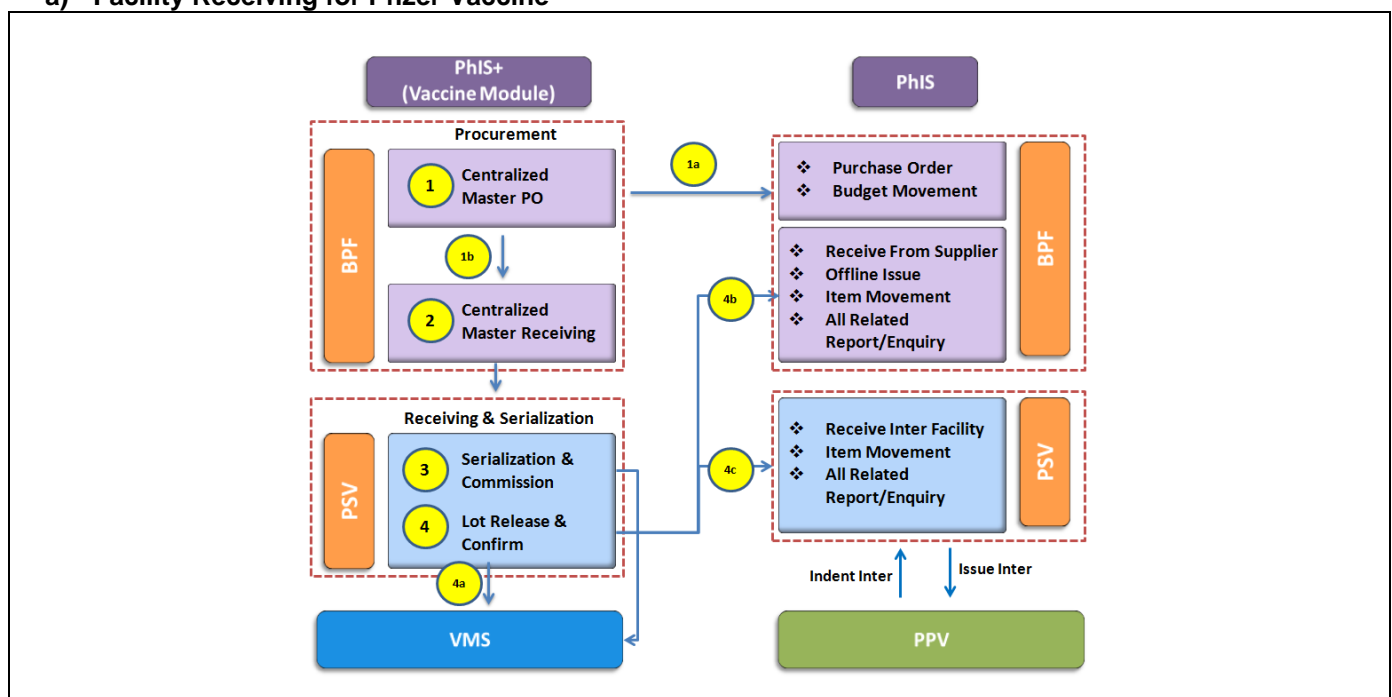 a) Facility Receiving for Pfizer Vaccine
PhIS+
(Vaccine Module)
PhIS
Procurement
BPF
1
Centralized
Master PO
1b
2
Centralized
Master Receiving
1a
❖ Purchase Order
❖ Budget Movement
❖ Receive From Supplier
❖ Offline Issue
❖ Item Movement
❖ All Related
Report/Enquiry
BPF
4b
Receiving & Serialization
PSV
3
Serialization &
Commission
4
Lot Release &
Confirm
4a
4c
❖ Receive Inter Facility
❖ Item Movement
❖ All Related
Report/Enquiry
PSV
Indent Inter
Issue Inter
VMS
PPV